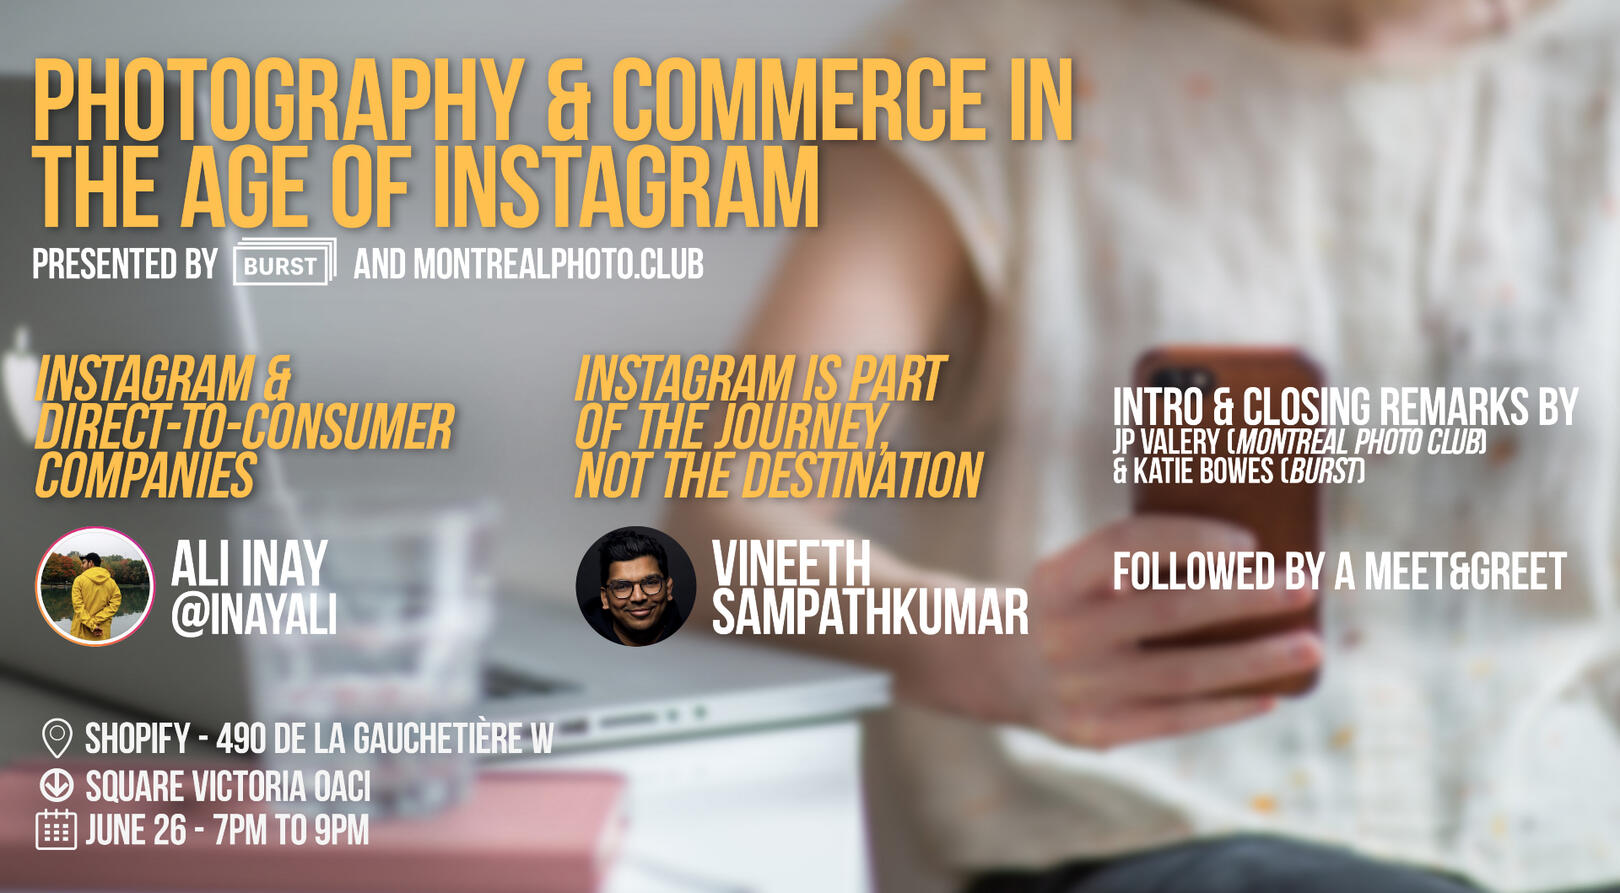 PHOTOGRAPHY & COMMERCE IN
THE AGE OF INSTAGRAM
PRESENTED BY BURST AND MONTREALPHOTO.CLUB
INSTAGRAM &
DIRECT-TO-CONSUMER
COMPANIES
ALI INAY
@INAYALI
INSTAGRAM IS PART
OF THE JOURNEY,
NOT THE DESTINATION
VINEETH
SAMPATHKUMAR
INTRO & CLOSING REMARKS BY
JP VALERY (MONTREAL PHOTO CLUB)
& KATIE BOWES (BURST)
FOLLOWED BY A MEET&GREET
SHOPIFY - 490 DE LA GAUCHETIÈRE W
SQUARE VICTORIA OACI
JUNE 26 - 7PM TO 9PM